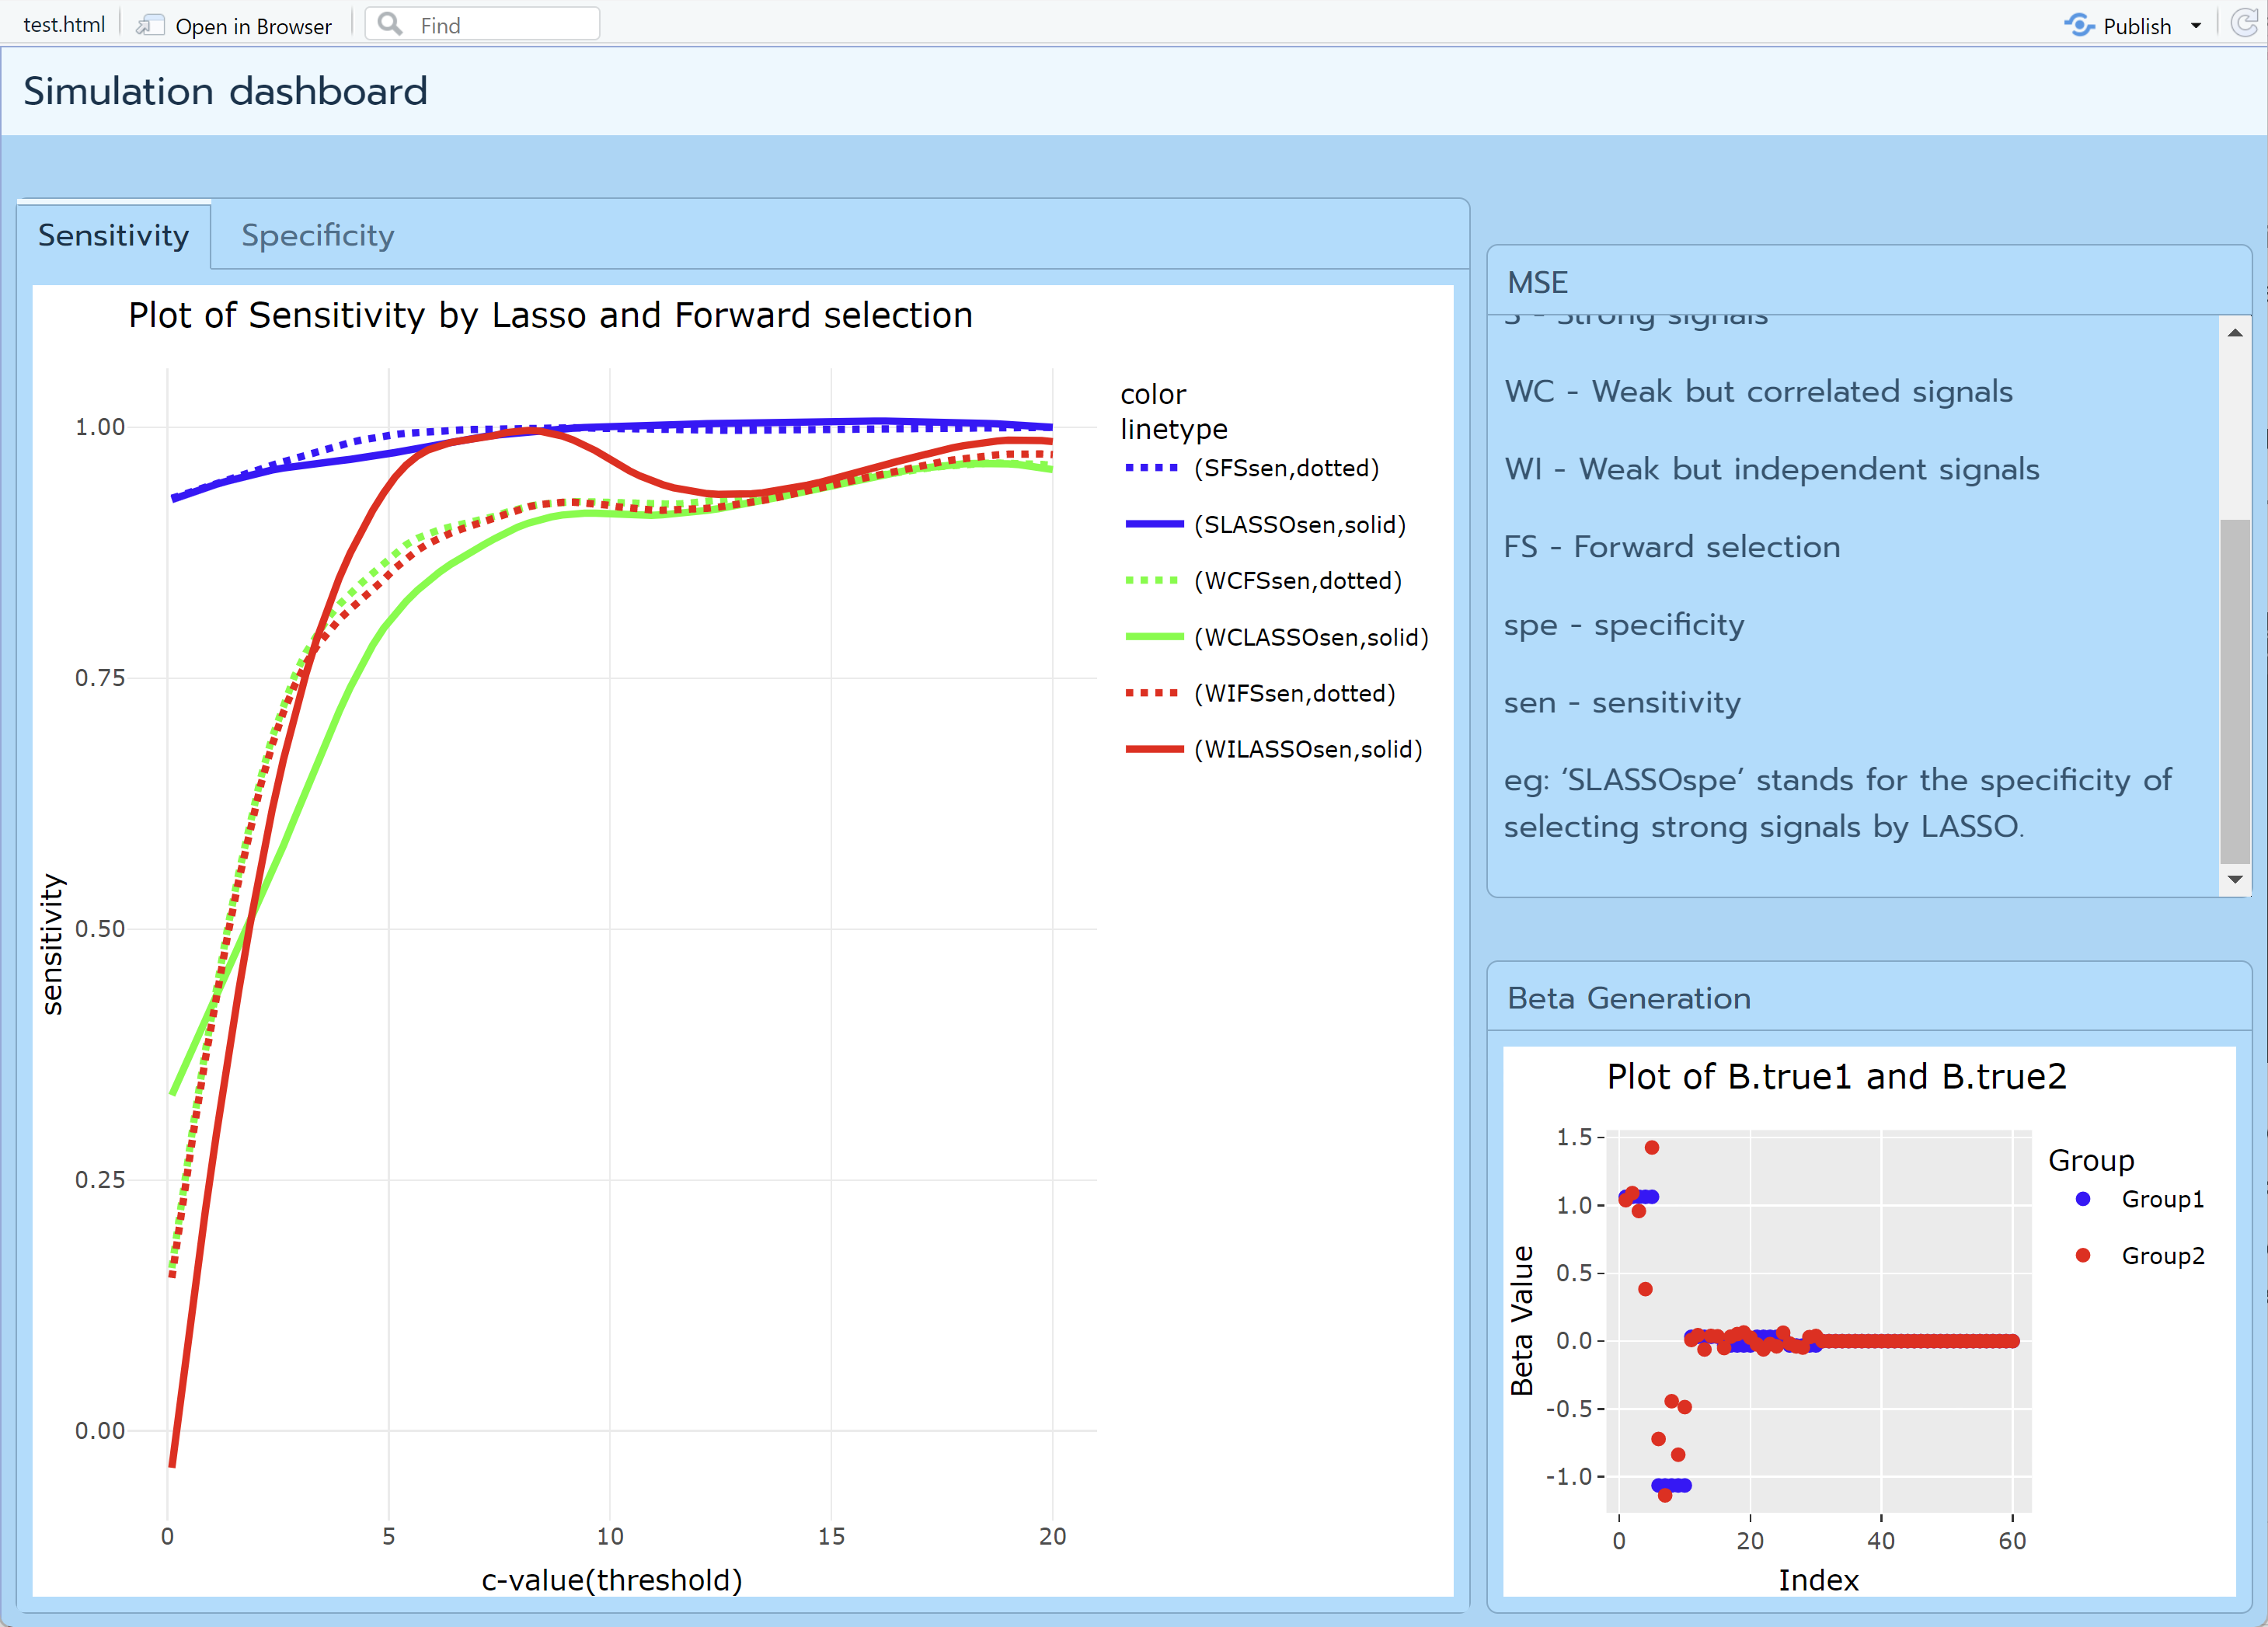 test.html
Open in Browser
Find
Publish
Simulation dashboard
Sensitivity
Specificity
Plot of Sensitivity by Lasso and Forward selection
1.00
0.75
0.50
0.25
0.00
sensitivity
0 5 10 15 20
c-value(threshold)
color
linetype
(SFSsen,dotted)
(SLASSOsen,solid)
(WCFSsen,dotted)
(WCLASSOsen,solid)
(WIFSsen,dotted)
(WILASSOsen,solid)
MSE
S - Strong signals
WC - Weak but correlated signals
WI - Weak but independent signals
FS - Forward selection
spe - specificity
sen - sensitivity
eg: ‘SLASSOspe’ stands for the specificity of
selecting strong signals by LASSO.
Beta Generation
Plot of B.true1 and B.true2
1.5
1.0
0.5
0.0
-0.5
-1.0
Beta Value
0 20 40 60
Index
Group
Group1
Group2